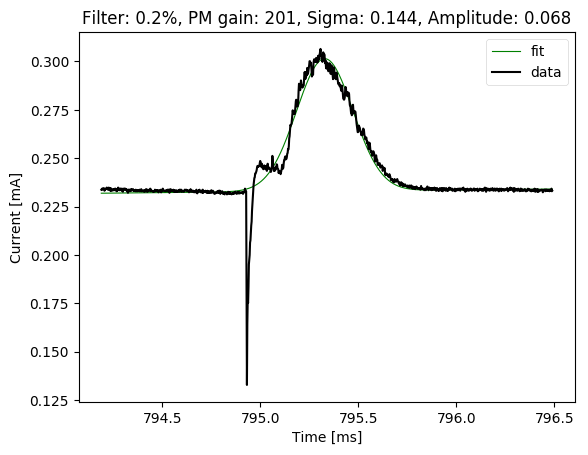 Filter: 0.2%, PM gain: 201, Sigma: 0.144, Amplitude: 0.068
fit
data
0.300
0.275
0.250
0.225
0.200
0.175
0.150
0.125
Current [mA]
794.5
795.0
795.5
796.0
796.5
Time [ms]